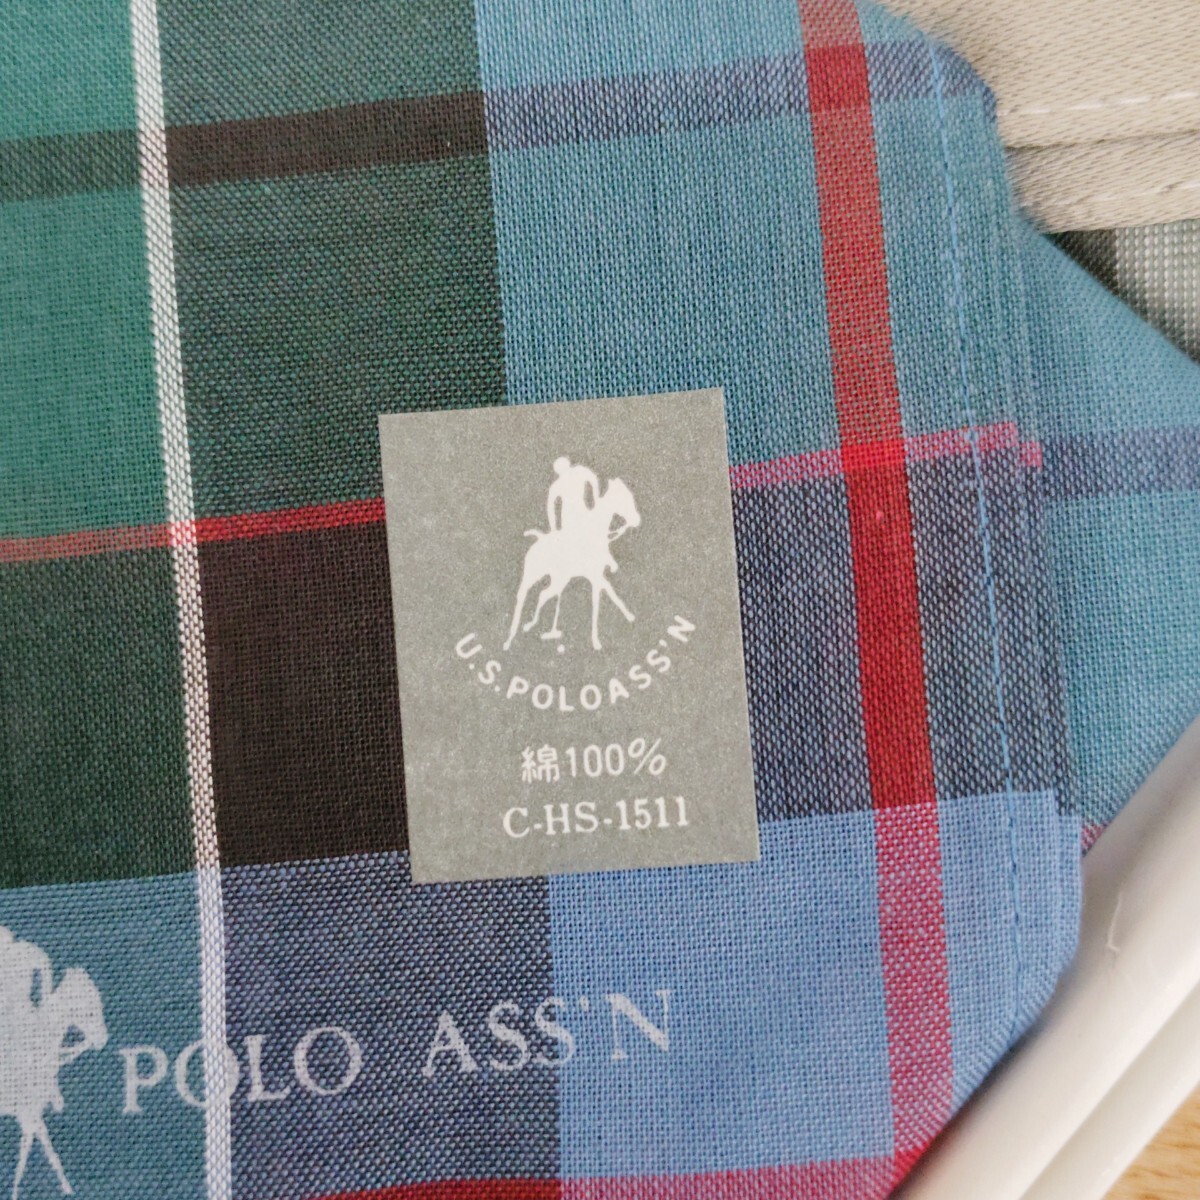 U.S.POLOASS'N
綿100%
C-HS-1511
POLO ASS'N